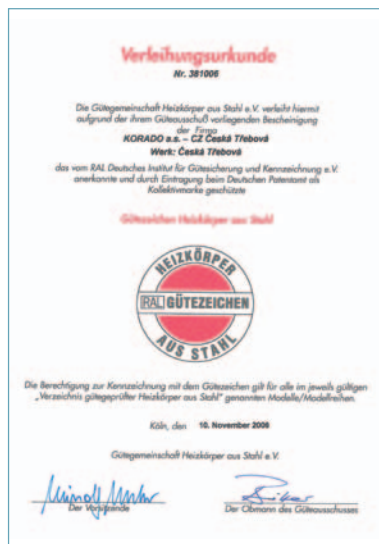 Verleihungsurkunde
Nr. 381006
Die Gütegemeinschaft Heizkörper aus Stahl e.V. verleiht hiermit
aufgrund der ihrem Güteausschuß vorliegenden Bescheinigung
der Firma
KORADO a.s. – CZ Česká Třebová
Werk: Česká Třebová
das vom RAL Deutsches Institut für Gütesicherung und Kennzeichnung e.V.
anerkannte und durch Eintragung beim Deutschen Patentamt als
Kollektivmarke geschützte
Gütezeichen Heizkörper aus Stahl
HEIZKÖRPER
RAL GÜTEZEICHEN
AUS STAHL
Die Berechtigung zur Kennzeichnung mit dem Gütezeichen gilt für alle im jeweils gültigen
„Verzeichnis gütegeprüfter Heizkörper aus Stahl" genannten Modelle/Modellreihen.
Köln, den 10. November 2006
Gütegemeinschaft Heizkörper aus Stahl e.V.
Der Vorsitzende
Der Obmann des Güteausschusses